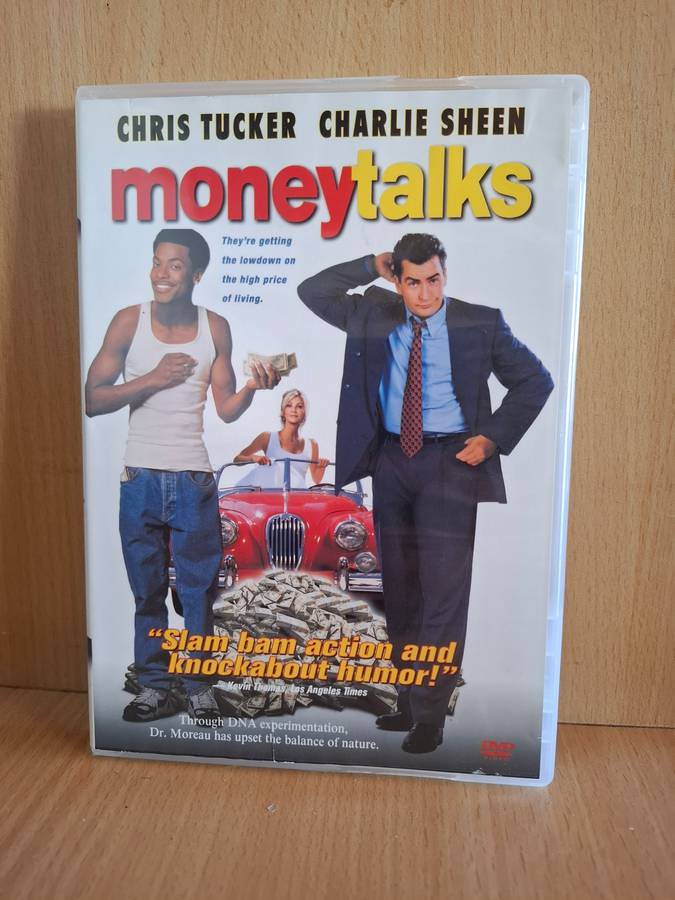 CHRIS TUCKER CHARLIE SHEEN
moneytalks
They're getting
the lowdown on
the high price
of living.
"Slam bam action and
knockabout humor!"
— Kevin Thomas, Los Angeles Times
Through DNA experimentation,
Dr. Moreau has upset the balance of nature.
DVD
VIDEO